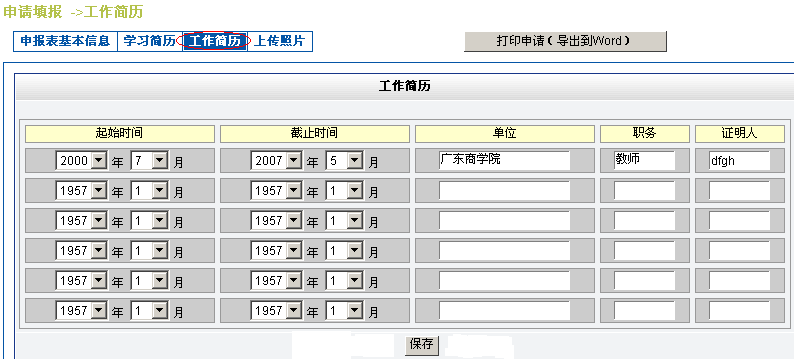 申请填报 ->工作简历
申报表基本信息 学习简历 工作简历 上传照片 打印申请（导出到Word）
工作简历
起始时间 截止时间 单位 职务 证明人
2000 年 7 月 2007 年 5 月 广东商学院 教师 dfgh
1957 年 1 月 1957 年 1 月
1957 年 1 月 1957 年 1 月
1957 年 1 月 1957 年 1 月
1957 年 1 月 1957 年 1 月
1957 年 1 月 1957 年 1 月
保存